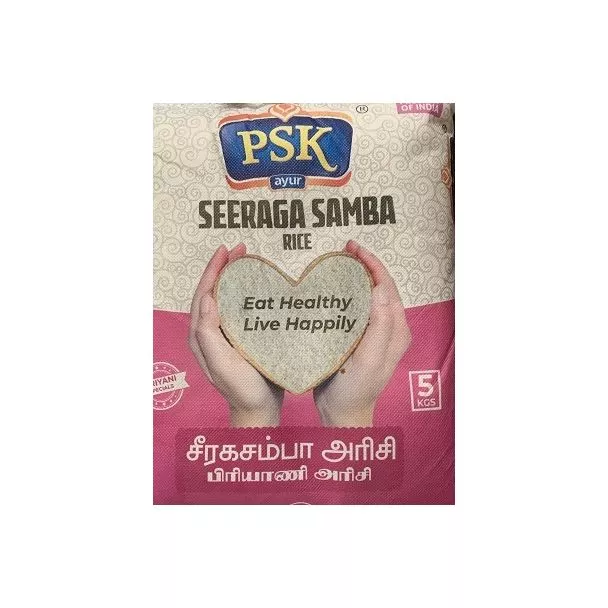 OF INDIA
PSK
ayur
SEERAGA SAMBA
RICE
Eat Healthy
Live Happily
5
KGS
சீரகசம்பா அரிசி
பிரியாணி அரிசி